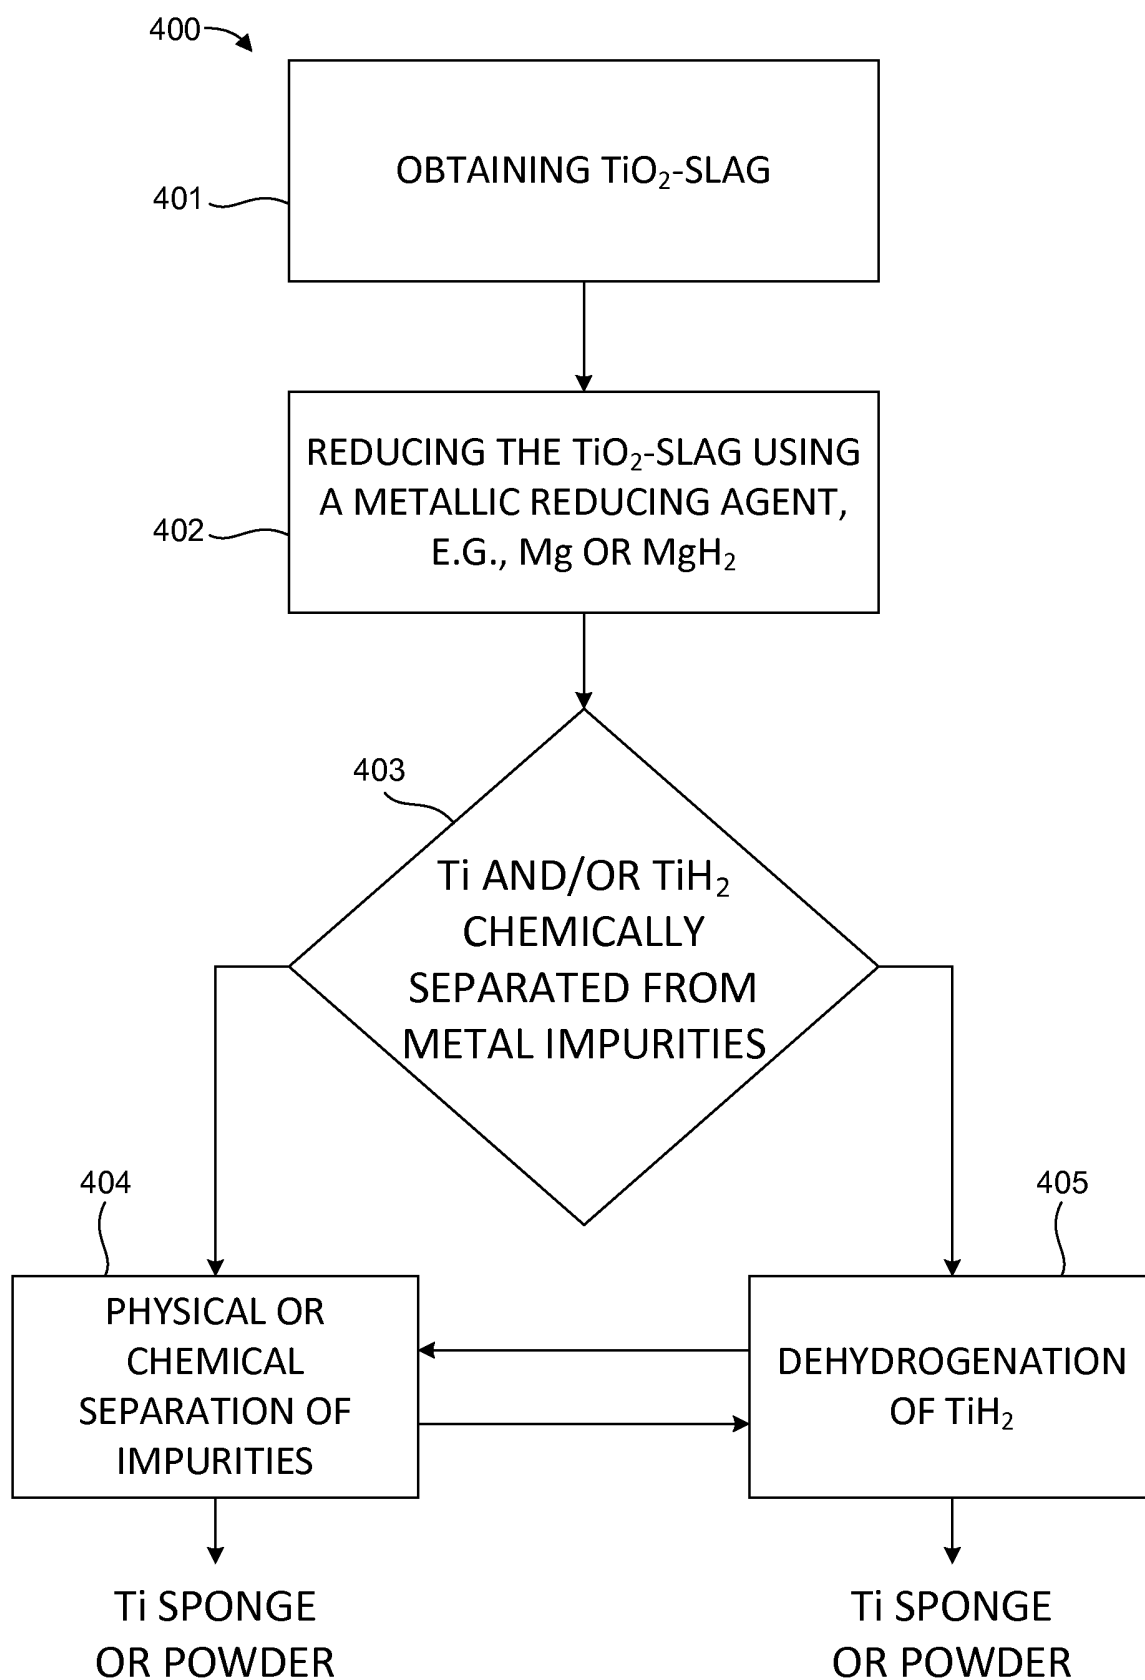 400
OBTAINING TiO₂-SLAG
401
REDUCING THE TiO₂-SLAG USING
A METALLIC REDUCING AGENT,
E.G., Mg OR MgH₂
402
403
Ti AND/OR TiH₂
CHEMICALLY
SEPARATED FROM
METAL IMPURITIES
404
PHYSICAL OR
CHEMICAL
SEPARATION OF
IMPURITIES
405
DEHYDROGENATION
OF TiH₂
Ti SPONGE
OR POWDER
Ti SPONGE
OR POWDER